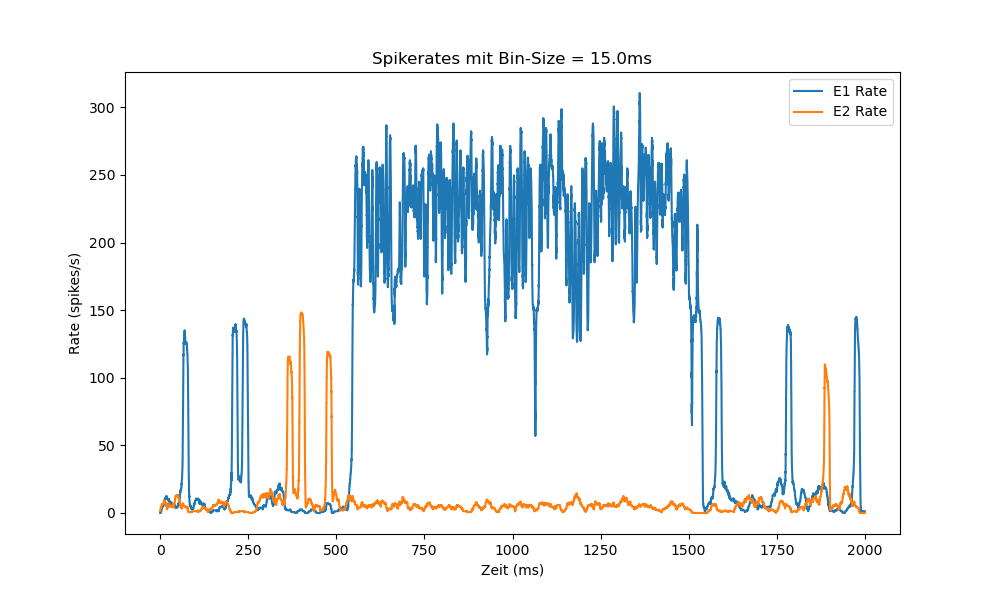 Spikerates mit Bin-Size = 15.0ms
E1 Rate
E2 Rate
Rate (spikes/s)
300
250
200
150
100
50
0
0 250 500 750 1000 1250 1500 1750 2000
Zeit (ms)